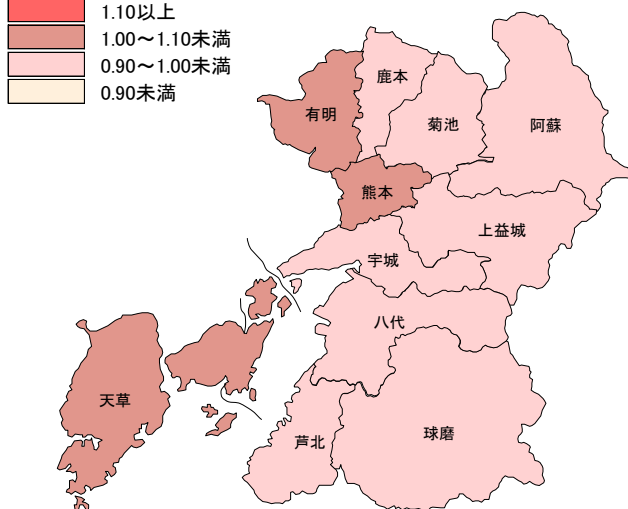 1.10以上
1.00～1.10未満
0.90～1.00未満
0.90未満
鹿本
有明
菊池
阿蘇
熊本
上益城
宇城
八代
天草
球磨
芦北